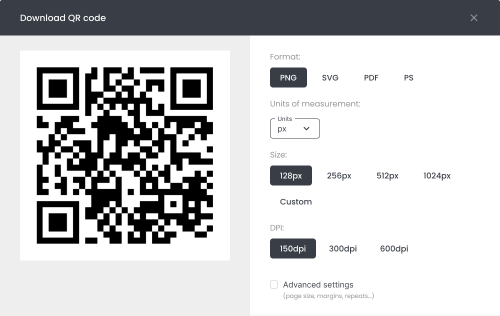 Download QR code
Format:
PNG SVG PDF PS
Units of measurement:
Units
px
Size:
128px 256px 512px 1024px
Custom
DPI:
150dpi 300dpi 600dpi
Advanced settings
(page size, margins, repeats...)